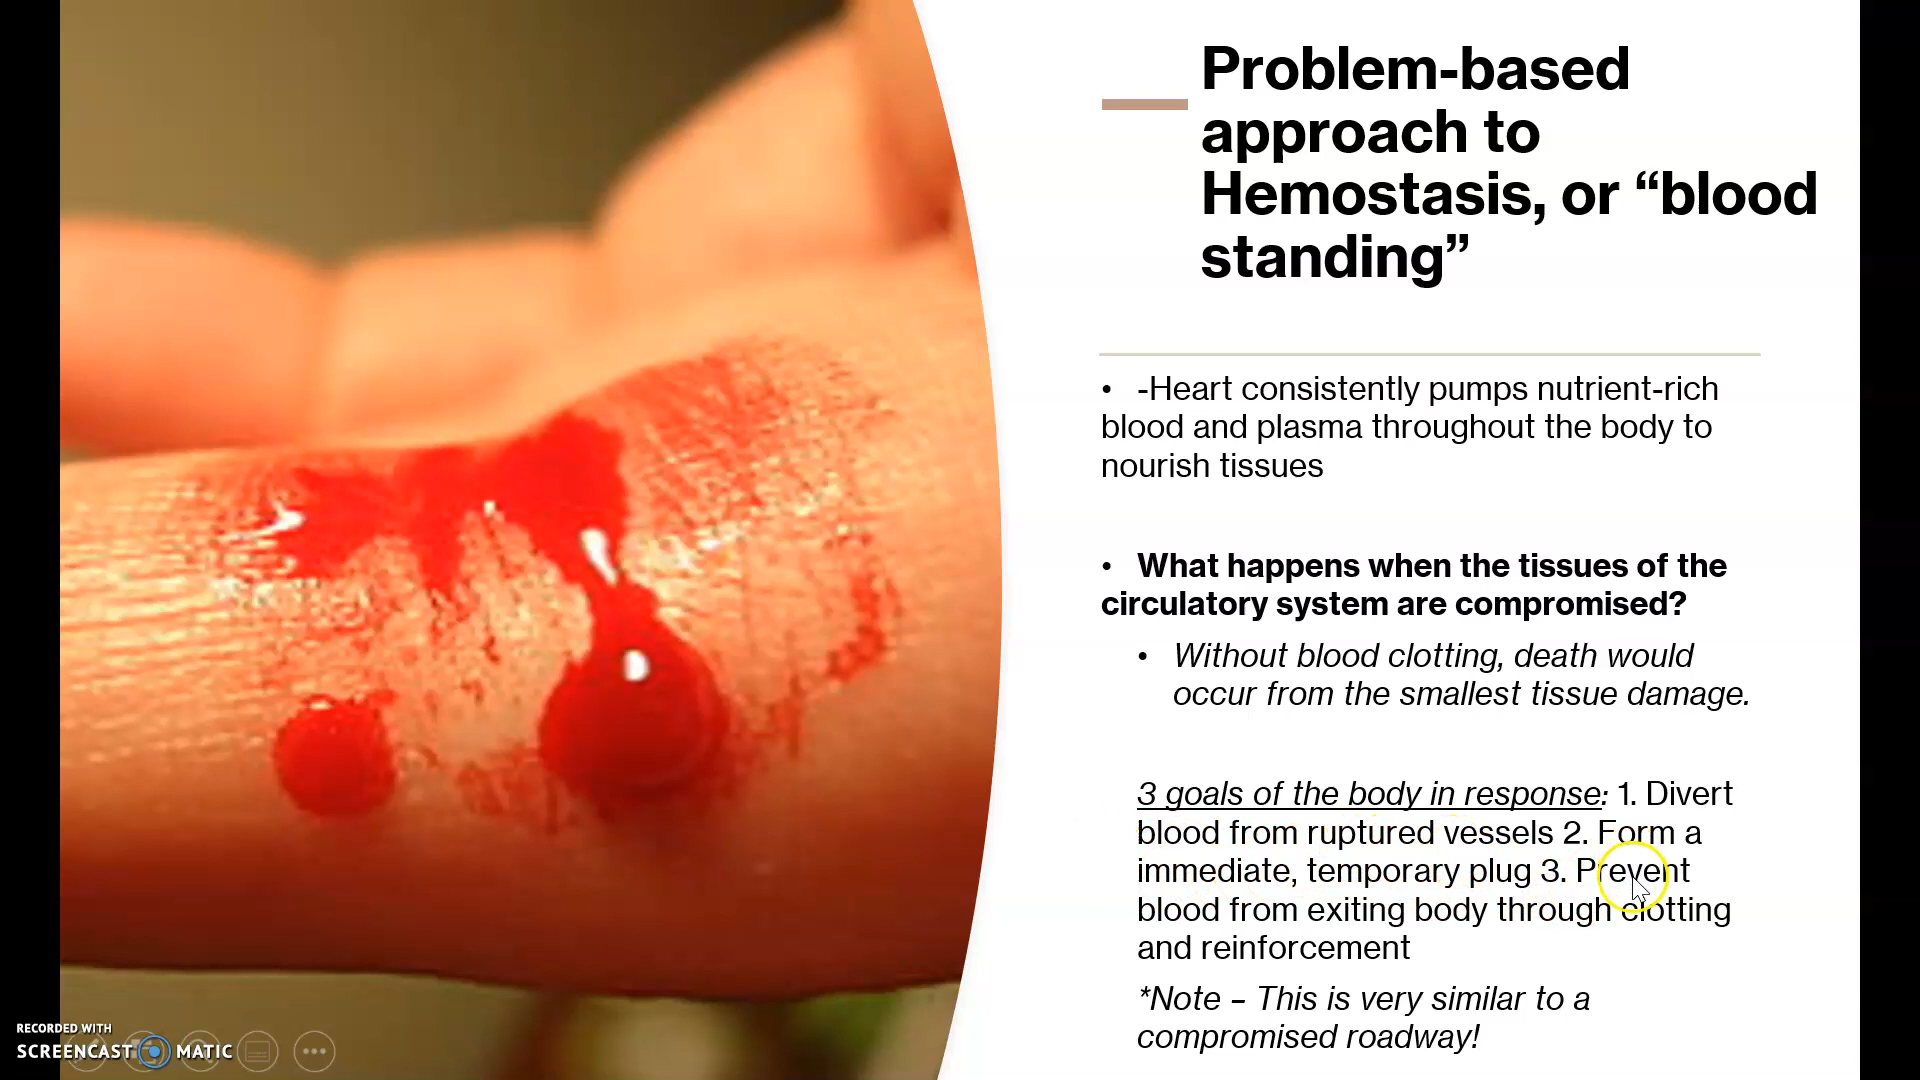 Problem-based
approach to
Hemostasis, or “blood
standing”
• -Heart consistently pumps nutrient-rich
blood and plasma throughout the body to
nourish tissues
• What happens when the tissues of the
circulatory system are compromised?
• Without blood clotting, death would
occur from the smallest tissue damage.
3 goals of the body in response: 1. Divert
blood from ruptured vessels 2. Form a
immediate, temporary plug 3. Prevent
blood from exiting body through clotting
and reinforcement
*Note – This is very similar to a
compromised roadway!
RECORDED WITH
SCREENCAST MATIC